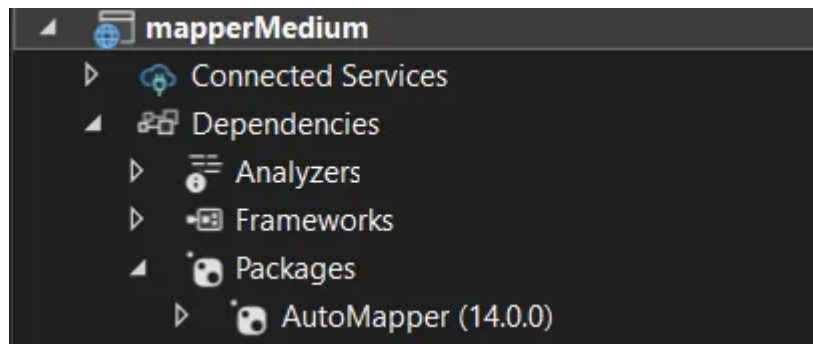 mapperMedium
Connected Services
Dependencies
Analyzers
Frameworks
Packages
AutoMapper (14.0.0)